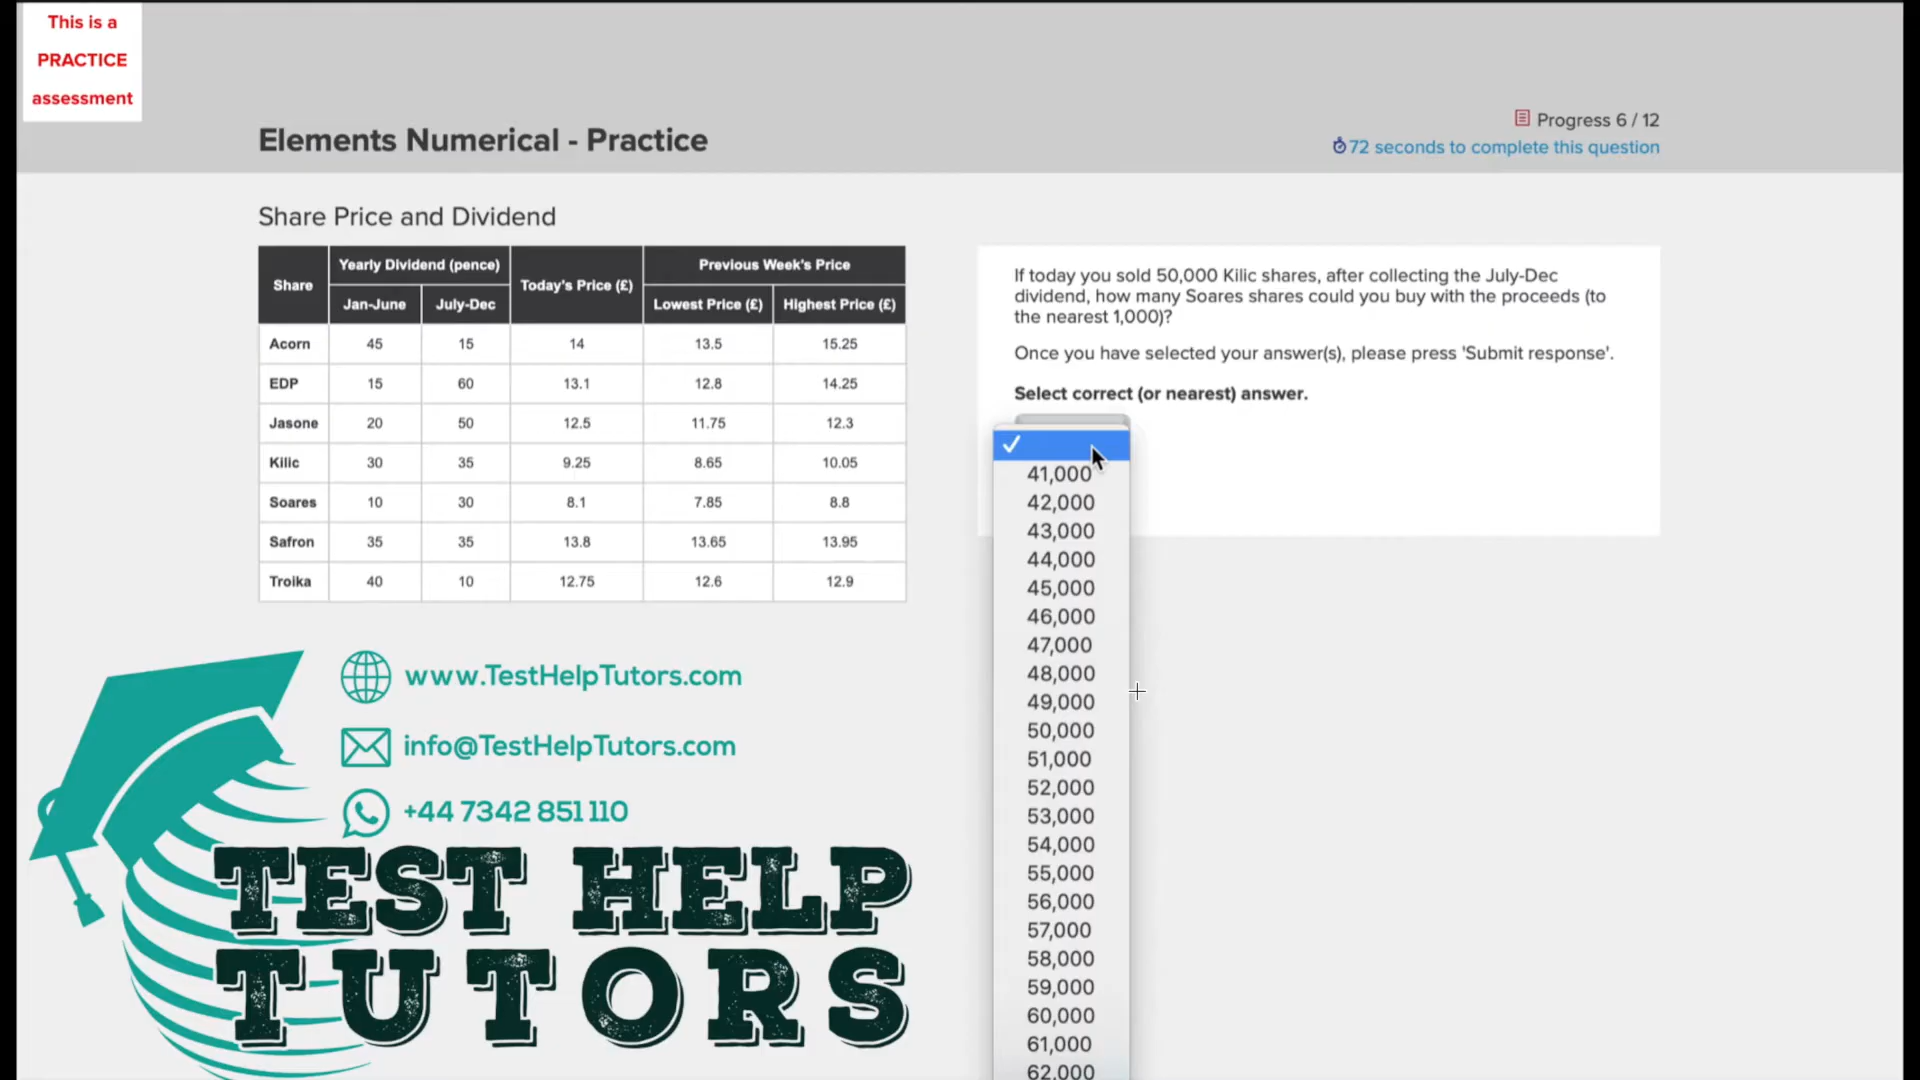 This is a
PRACTICE
assessment
Elements Numerical - Practice
Progress 6 / 12
72 seconds to complete this question
Share Price and Dividend
Share Yearly Dividend (pence) Today's Price (£) Previous Week's Price
Jan-June July-Dec Lowest Price (£) Highest Price (£)
Acorn 45 15 14 13.5 15.25
EDP 15 60 13.1 12.8 14.25
Jasone 20 50 12.5 11.75 12.3
Kilic 30 35 9.25 8.65 10.05
Soares 10 30 8.1 7.85 8.8
Safron 35 35 13.8 13.65 13.95
Troika 40 10 12.75 12.6 12.9
If today you sold 50,000 Kilic shares, after collecting the July-Dec
dividend, how many Soares shares could you buy with the proceeds (to
the nearest 1,000)?
Once you have selected your answer(s), please press 'Submit response'.
Select correct (or nearest) answer.
41,000
42,000
43,000
44,000
45,000
46,000
47,000
48,000
49,000
50,000
51,000
52,000
53,000
54,000
55,000
56,000
57,000
58,000
59,000
60,000
61,000
62,000
www.TestHelpTutors.com
info@TestHelpTutors.com
+44 7342 851 110
TEST HELP
TUTORS